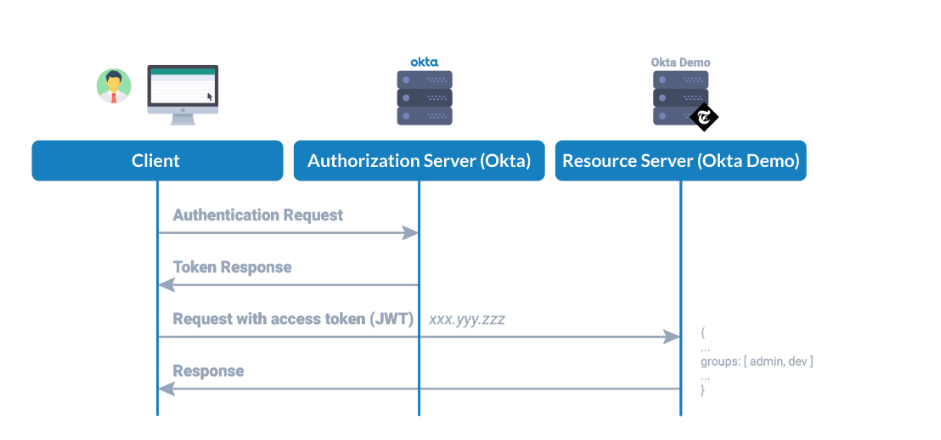 okta
Okta Demo
Client
Authorization Server (Okta)
Resource Server (Okta Demo)
Authentication Request
Token Response
Request with access token (JWT) xxx.yyy.zzz
{
...
groups: [ admin, dev ]
...
}
Response